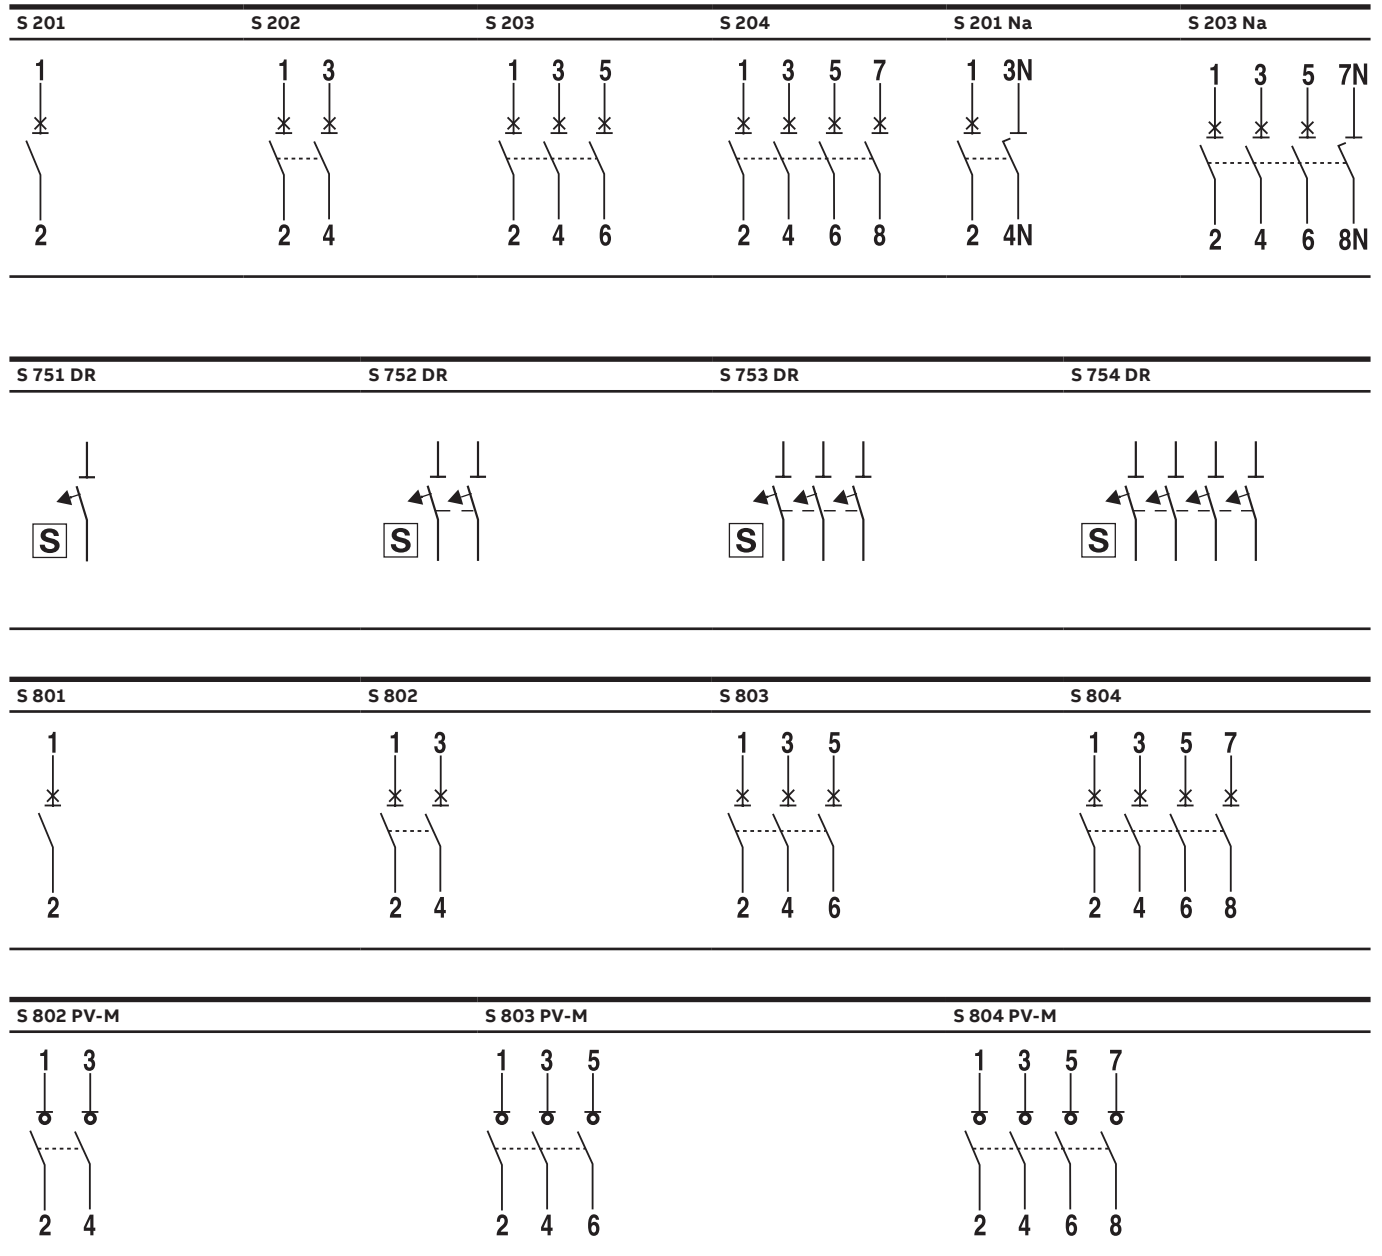 S 201 S 202 S 203 S 204 S 201 Na S 203 Na
1 1 3 1 3 5 1 3 5 7 1 3N 1 3 5 7N
2 2 4 2 4 6 2 4 6 8 2 4N 2 4 6 8N
S 751 DR S 752 DR S 753 DR S 754 DR
S S S S
S 801 S 802 S 803 S 804
1 1 3 1 3 5 1 3 5 7
2 2 4 2 4 6 2 4 6 8
S 802 PV-M S 803 PV-M S 804 PV-M
1 3 1 3 5 1 3 5 7
2 4 2 4 6 2 4 6 8